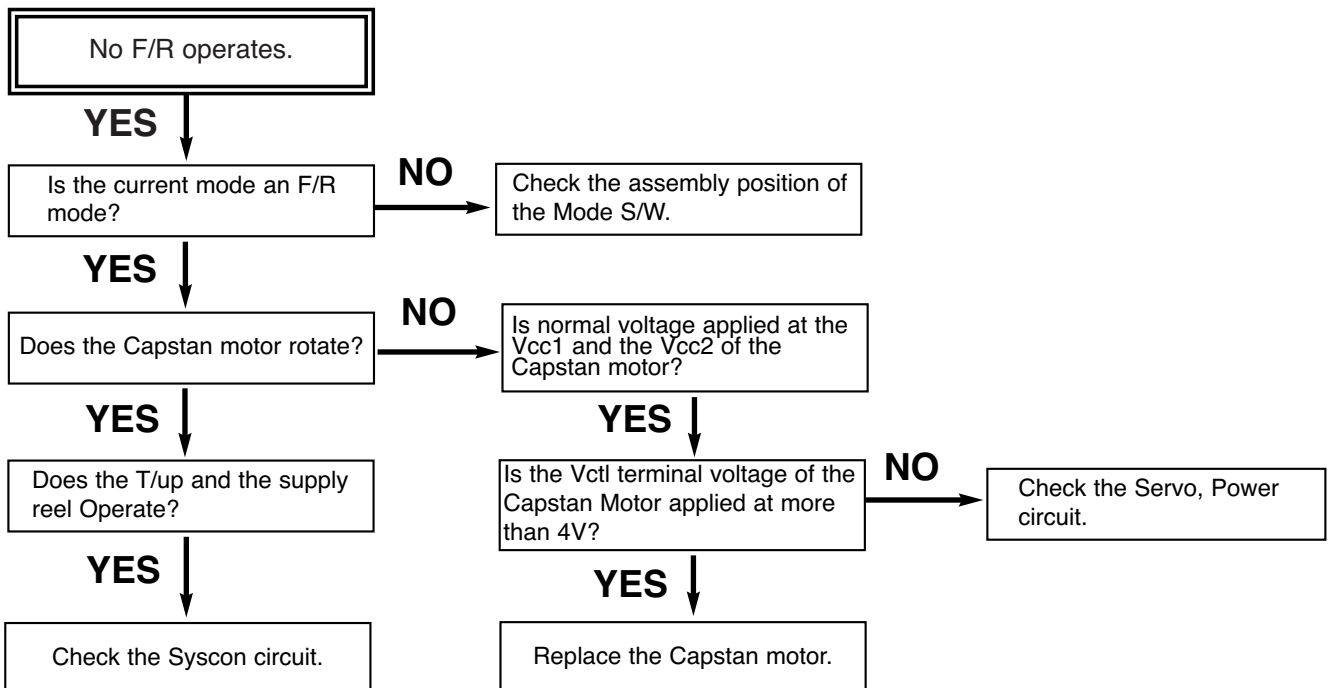 No F/R operates.
YES
Is the current mode an F/R
mode?
NO
Check the assembly position of
the Mode S/W.
YES
Does the Capstan motor rotate?
NO
Is normal voltage applied at the
Vcc1 and the Vcc2 of the
Capstan motor?
YES
YES
Does the T/up and the supply
reel Operate?
Is the Vctl terminal voltage of the
Capstan Motor applied at more
than 4V?
NO
Check the Servo, Power
circuit.
YES
YES
Check the Syscon circuit.
Replace the Capstan motor.